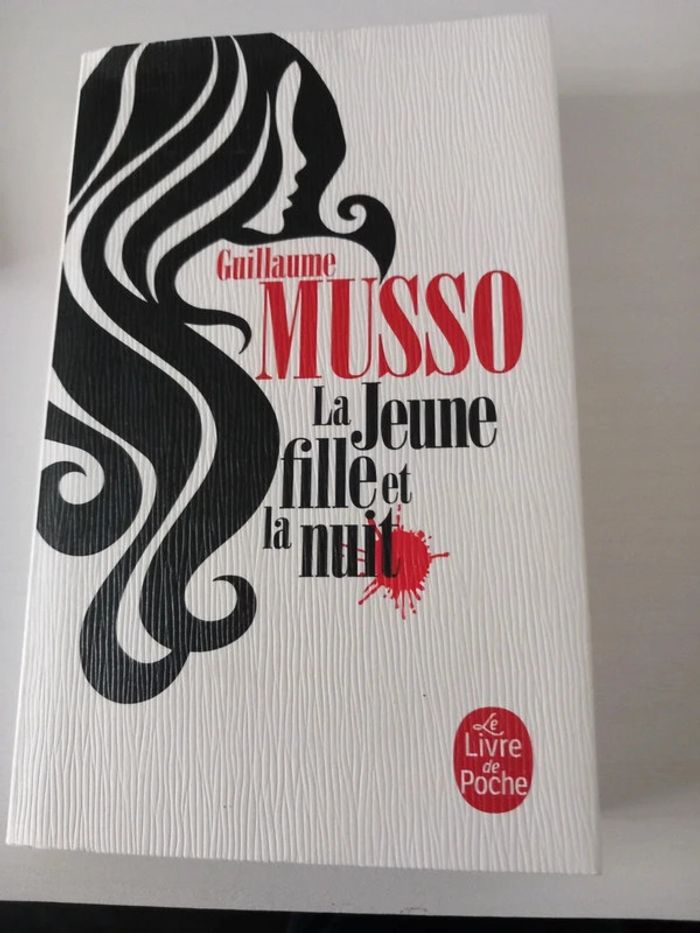 Guillaume
MUSSO
La Jeune
fille et
la nuit
Le
Livre
de
Poche